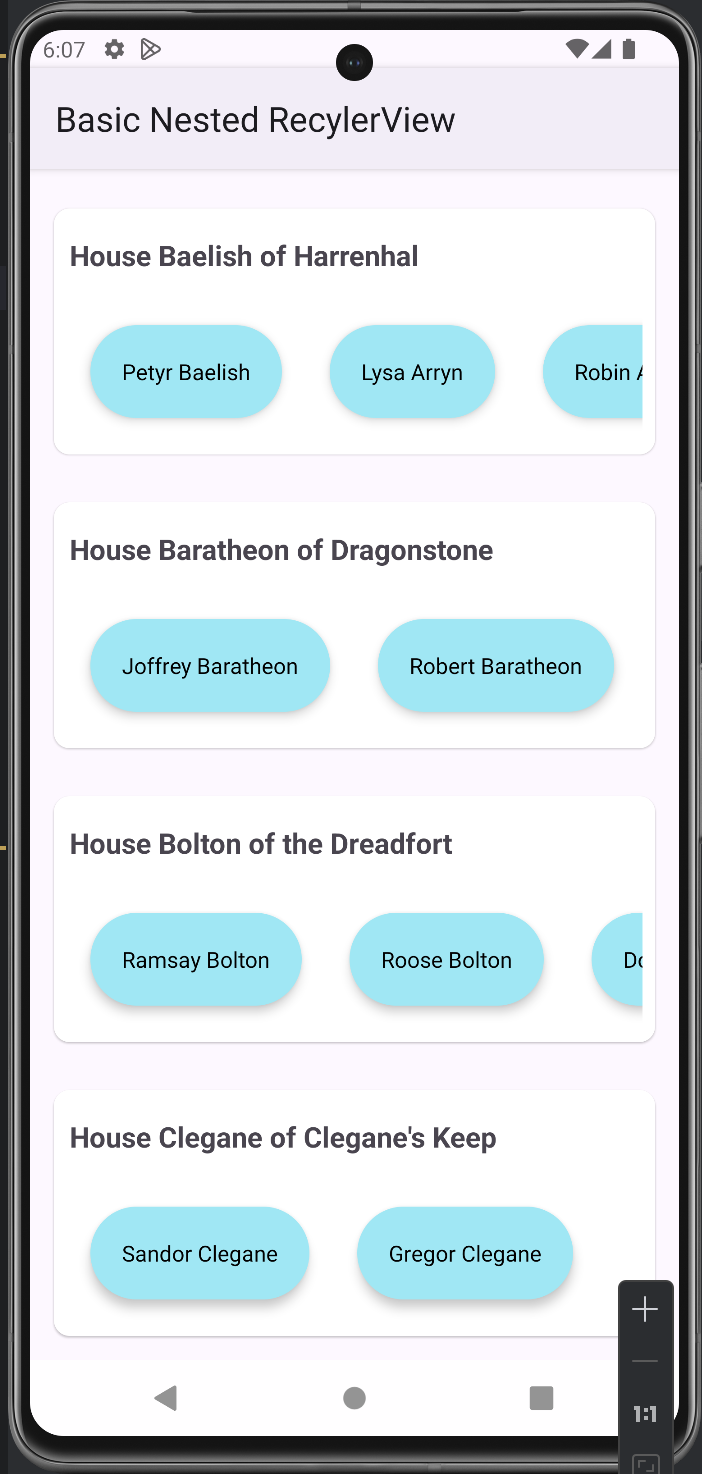 6:07
Basic Nested RecylerView
House Baelish of Harrenhal
Petyr Baelish Lysa Arryn Robin
House Baratheon of Dragonstone
Joffrey Baratheon Robert Baratheon
House Bolton of the Dreadfort
Ramsay Bolton Roose Bolton
House Clegane of Clegane's Keep
Sandor Clegane Gregor Clegane
1:1